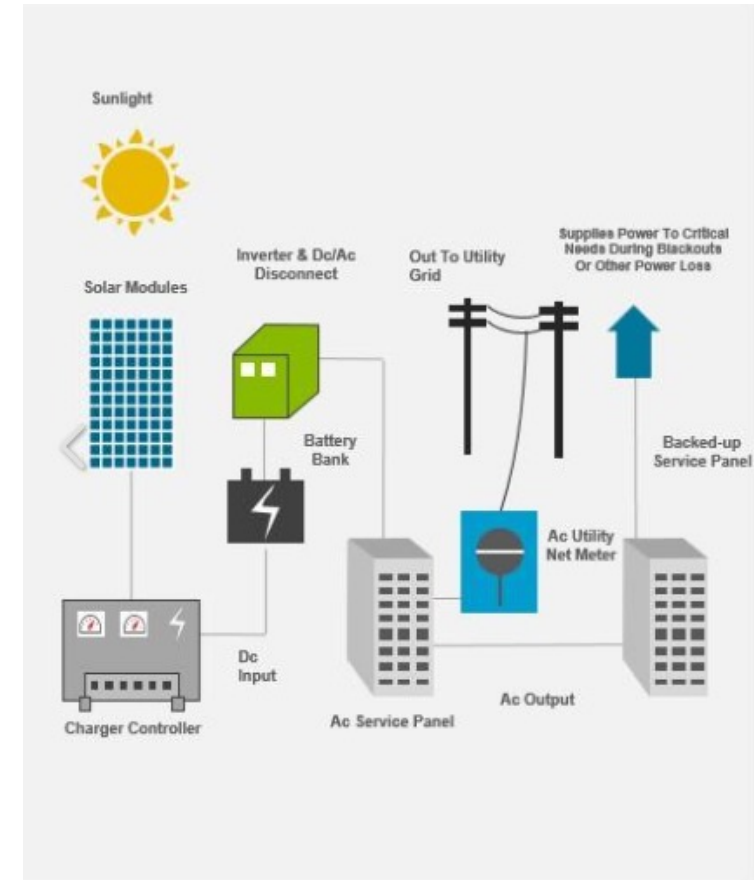 Sunlight
Supplies Power To Critical
Needs During Blackouts
Or Other Power Loss
Inverter & Dc/Ac
Disconnect
Out To Utility
Grid
Solar Modules
Battery
Bank
Backed-up
Service Panel
Ac Utility
Net Meter
Dc
Input
Ac Output
Ac Service Panel
Charger Controller